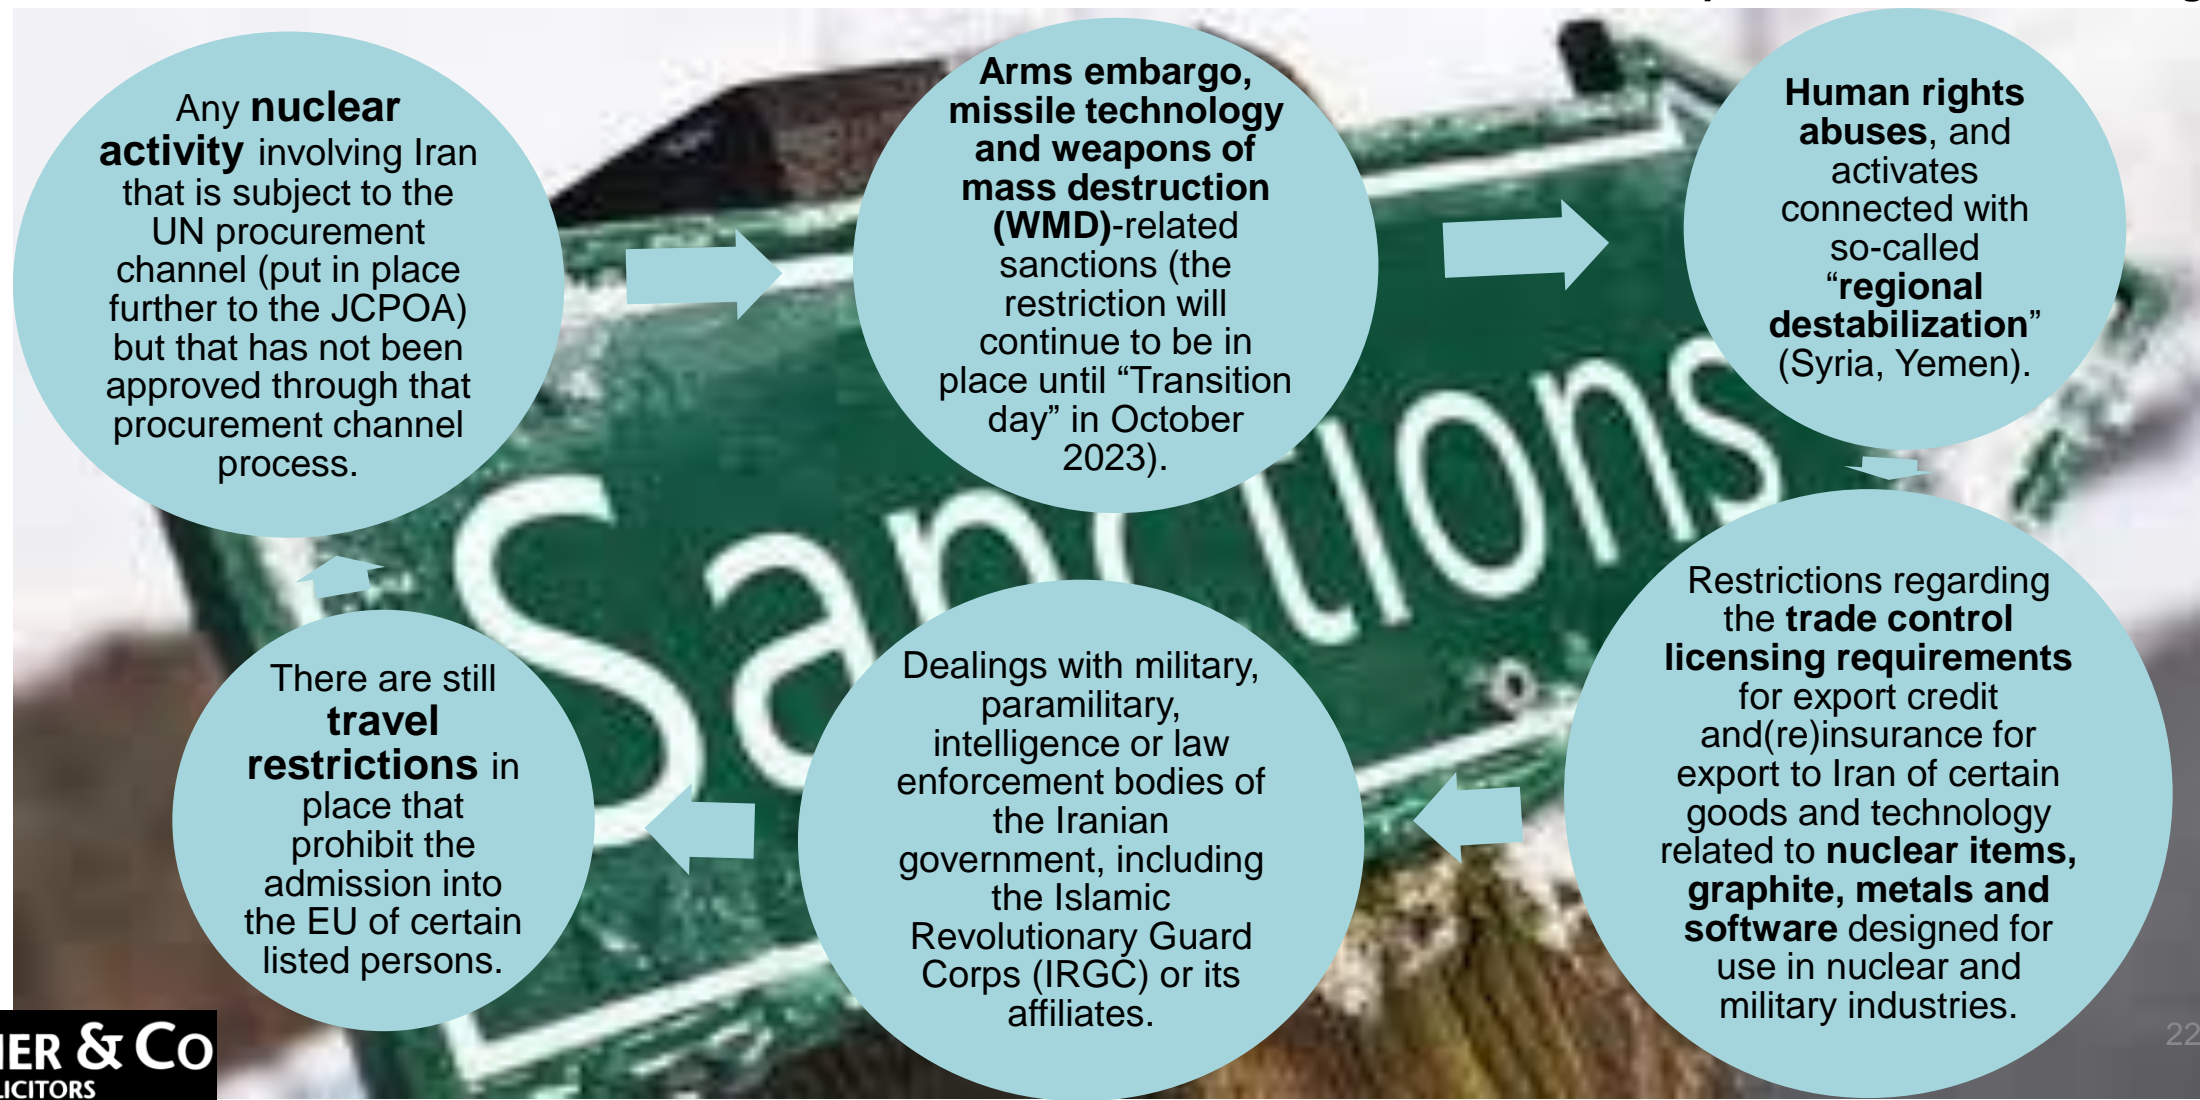 Any nuclear
activity involving Iran
that is subject to the
UN procurement
channel (put in place
further to the JCPOA)
but that has not been
approved through that
procurement channel
process.
Arms embargo,
missile technology
and weapons of
mass destruction
(WMD)-related
sanctions (the
restriction will
continue to be in
place until “Transition
day” in October
2023).
Human rights
abuses, and
activates
connected with
so-called
“regional
destabilization”
(Syria, Yemen).
Restrictions regarding
the trade control
licensing requirements
for export credit
and(re)insurance for
export to Iran of certain
goods and technology
related to nuclear items,
graphite, metals and
software designed for
use in nuclear and
military industries.
Dealings with military,
paramilitary,
intelligence or law
enforcement bodies of
the Iranian
government, including
the Islamic
Revolutionary Guard
Corps (IRGC) or its
affiliates.
There are still
travel
restrictions in
place that
prohibit the
admission into
the EU of certain
listed persons.
Sanctions
& Co
22